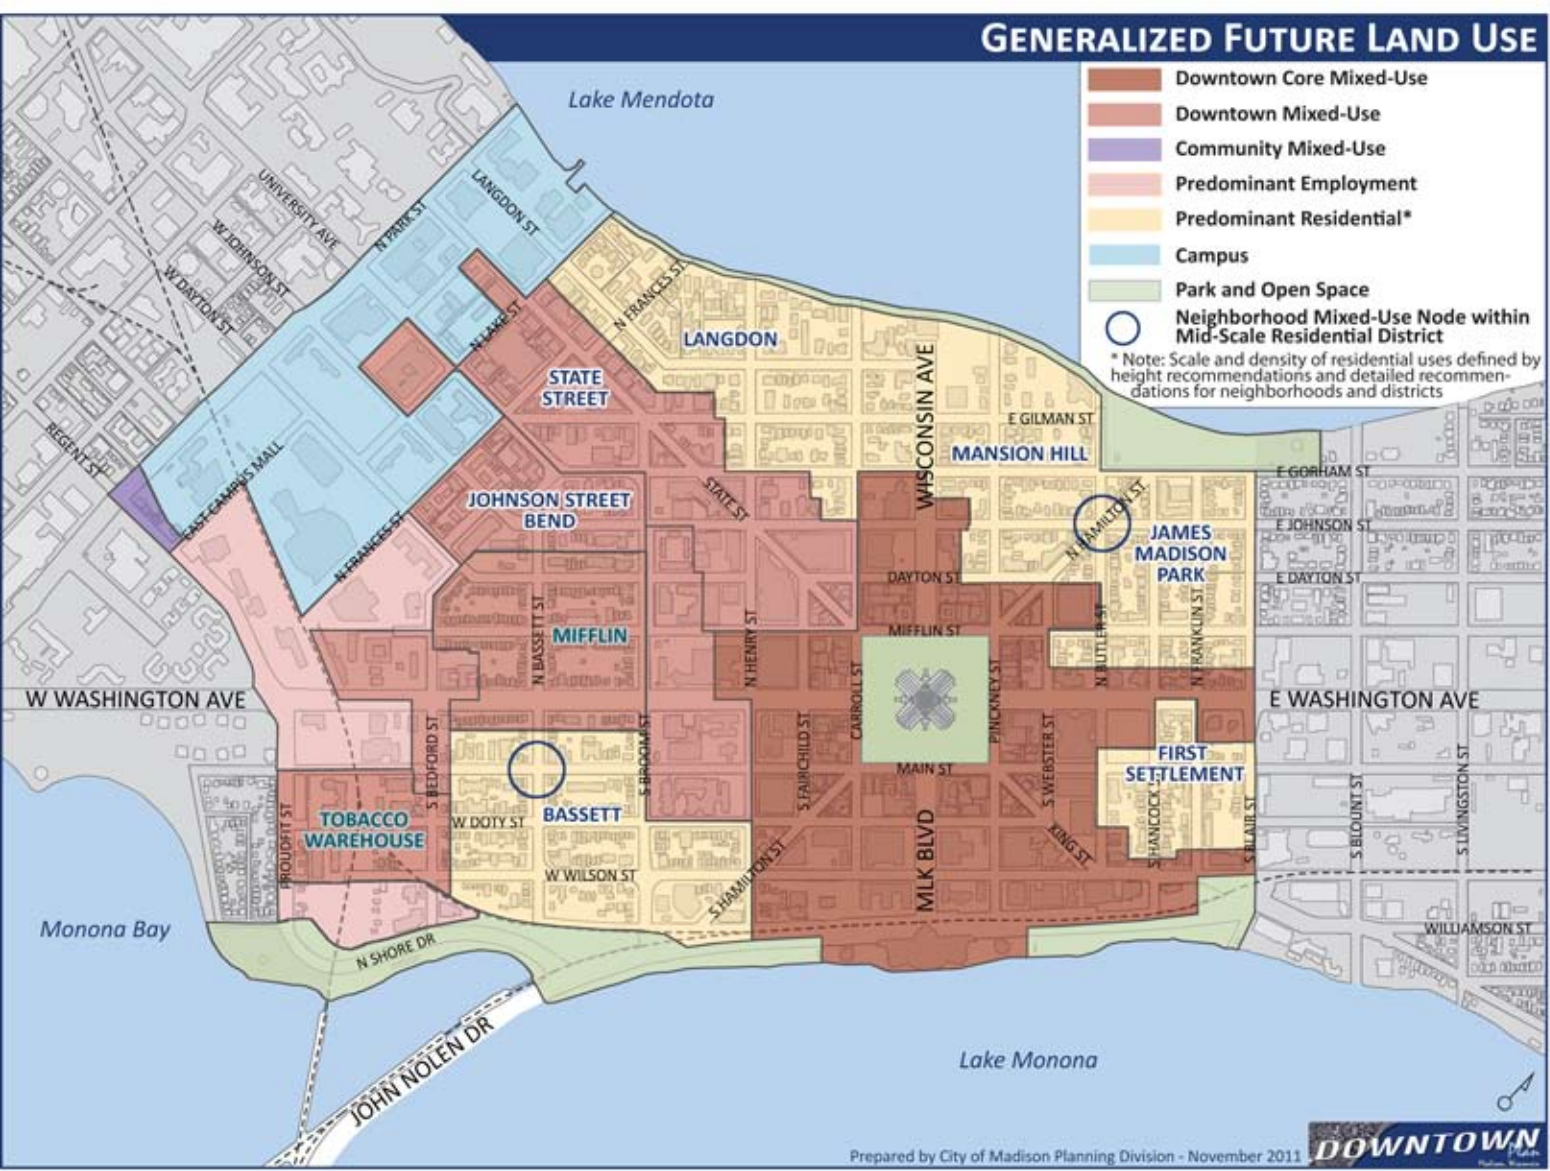 GENERALIZED FUTURE LAND USE
Downtown Core Mixed-Use
Downtown Mixed-Use
Community Mixed-Use
Predominant Employment
Predominant Residential*
Campus
Park and Open Space
Neighborhood Mixed-Use Node within
Mid-Scale Residential District
* Note: Scale and density of residential uses defined by
height recommendations and detailed recommen-
dations for neighborhoods and districts
Lake Mendota
LANGDON ST
UNIVERSITY AVE
N PARK ST
W JOHNSON ST
W DAYTON ST
N FRANCES ST
N LAKE ST
LANGDON
STATE
STREET
WISCONSIN AVE
E GILMAN ST
MANSION HILL
REGENT ST
EAST CAMPUS MALL
E GORHAM ST
JOHNSON STREET
BEND
STATE ST
N HAMILTON ST
E JOHNSON ST
JAMES
MADISON
PARK
N FRANCES ST
DAYTON ST
E DAYTON ST
N BASSETT ST
MIFFLIN
N HENRY ST
MIFFLIN ST
N BUTLER ST
N FRANKLIN ST
W WASHINGTON AVE
CARROLL ST
PINCKNEY ST
E WASHINGTON AVE
S BEDFORD ST
S BROOM ST
S FAIRCHILD ST
MAIN ST
S WEBSTER ST
FIRST
SETTLEMENT
TOBACCO
WAREHOUSE
PROUDFIT ST
W DOTY ST
BASSETT
W WILSON ST
S HAMILTON ST
MLK BLVD
KING ST
S HANCOCK ST
S BLAIR ST
S BLOUNT ST
S LIVINGSTON ST
Monona Bay
N SHORE DR
WILLIAMSON ST
JOHN NOLEN DR
Lake Monona
Prepared by City of Madison Planning Division - November 2011
DOWNTOWN
Plan